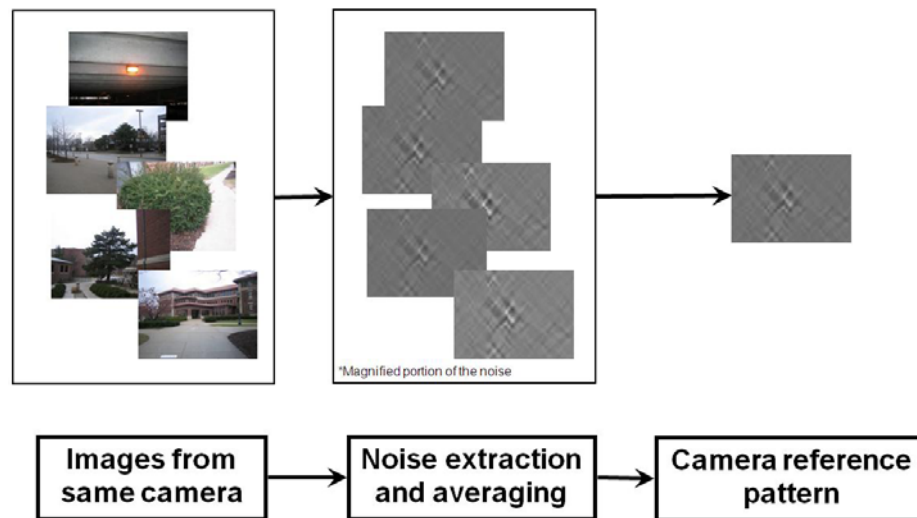 *Magnified portion of the noise
Images from
same camera
Noise extraction
and averaging
Camera reference
pattern